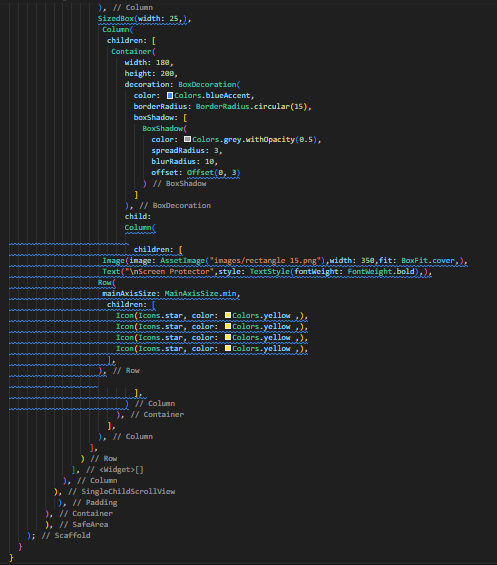 ), // Column
SizedBox(width: 25,),
Column(
children: [
Container(
width: 180,
height: 200,
decoration: BoxDecoration(
color: Colors.blueAccent,
borderRadius: BorderRadius.circular(15),
boxShadow: [
BoxShadow(
color: Colors.grey.withOpacity(0.5),
spreadRadius: 3,
blurRadius: 10,
offset: Offset(0, 3)
) // BoxShadow
]
), // BoxDecoration
child:
Column(
children: [
Image(image: AssetImage("images/rectangle 15.png"),width: 350,fit: BoxFit.cover,),
Text("\nScreen Protector",style: TextStyle(fontWeight: FontWeight.bold),),
Row(
mainAxisSize: MainAxisSize.min,
children: [
Icon(Icons.star, color: Colors.yellow ,),
Icon(Icons.star, color: Colors.yellow ,),
Icon(Icons.star, color: Colors.yellow ,),
Icon(Icons.star, color: Colors.yellow ,),
],
), // Row
],
) // Column
), // Container
],
), // Column
],
) // Row
], // <Widget>[]
), // Column
), // SingleChildScrollView
), // Padding
), // Container
), // SafeArea
); // Scaffold
}
}